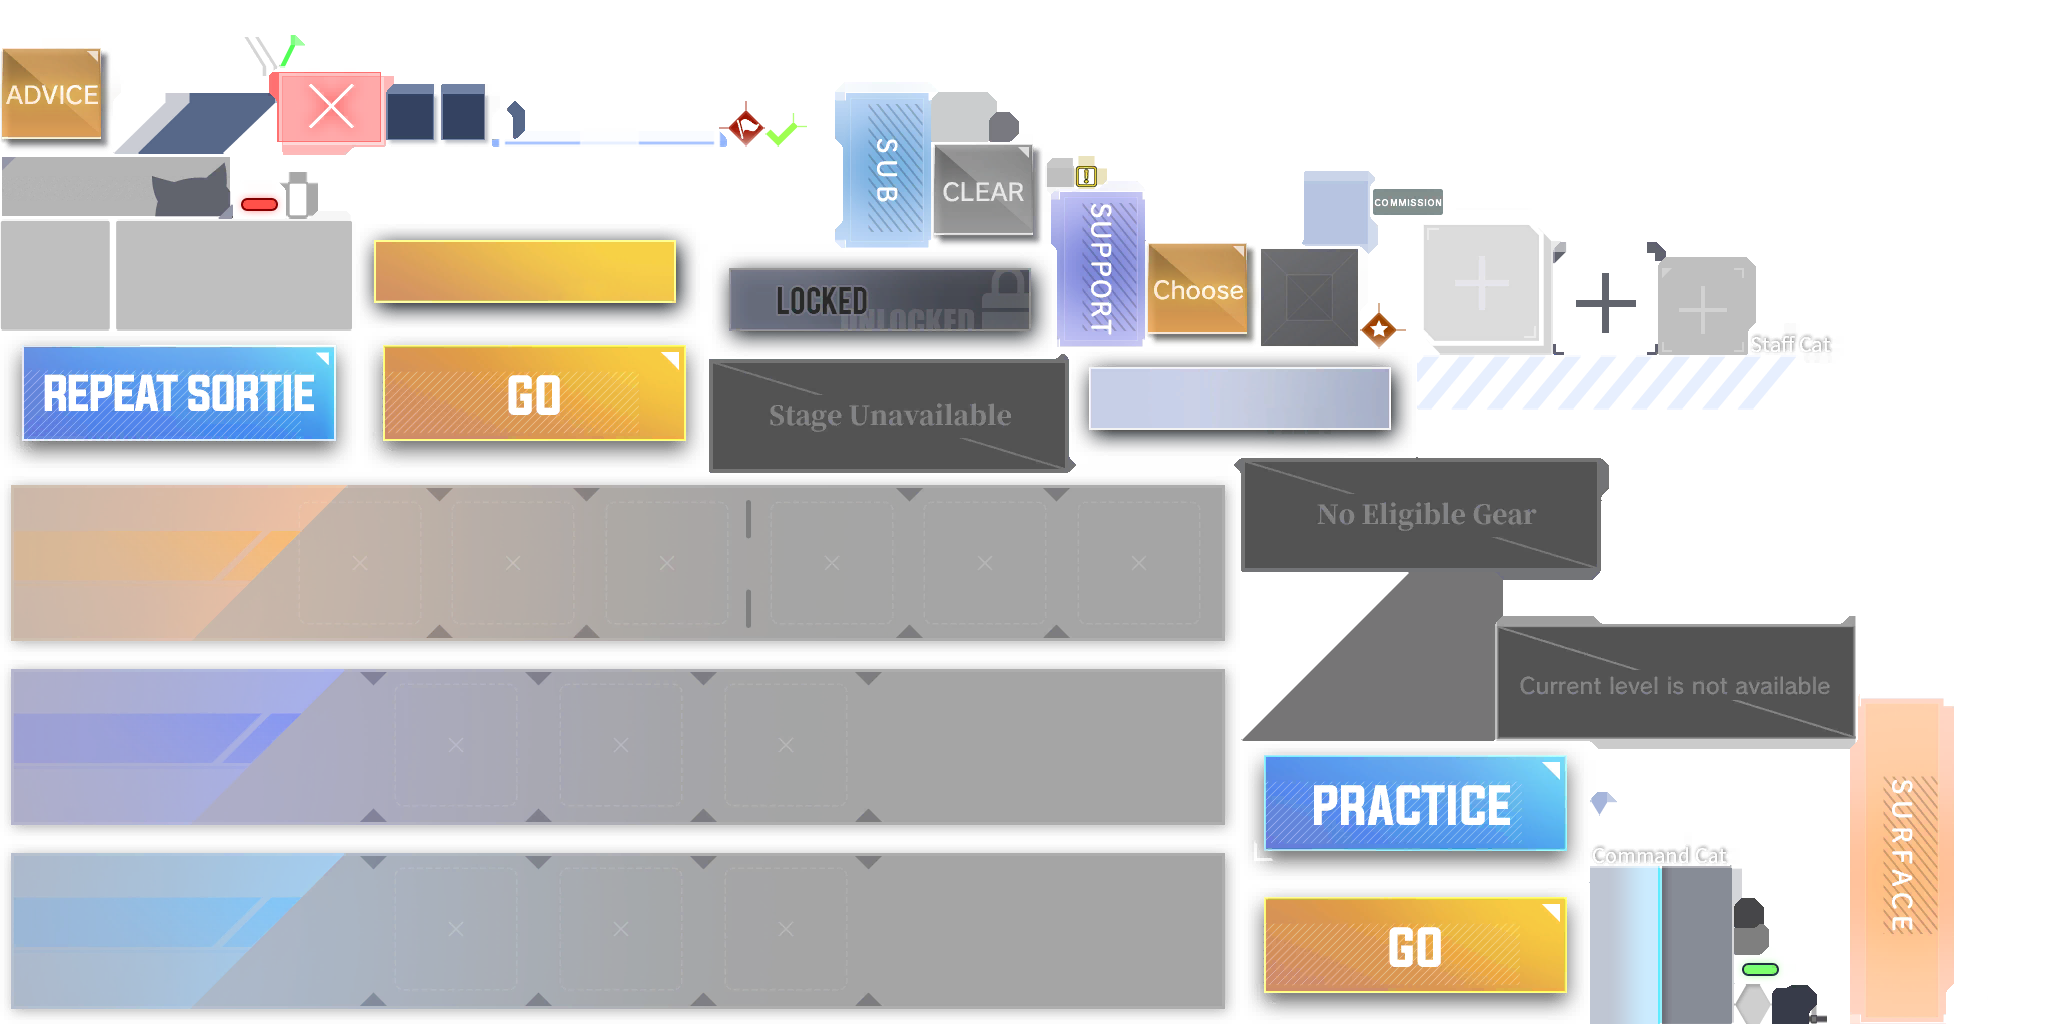 ADVICE
SUB
CLEAR
SUPPORT
COMMISSION
Choose
LOCKED
UNLOCKED
Staff Cat
REPEAT SORTIE
GO
Stage Unavailable
No Eligible Gear
Current level is not available
PRACTICE
SURFACE
Command Cat
GO